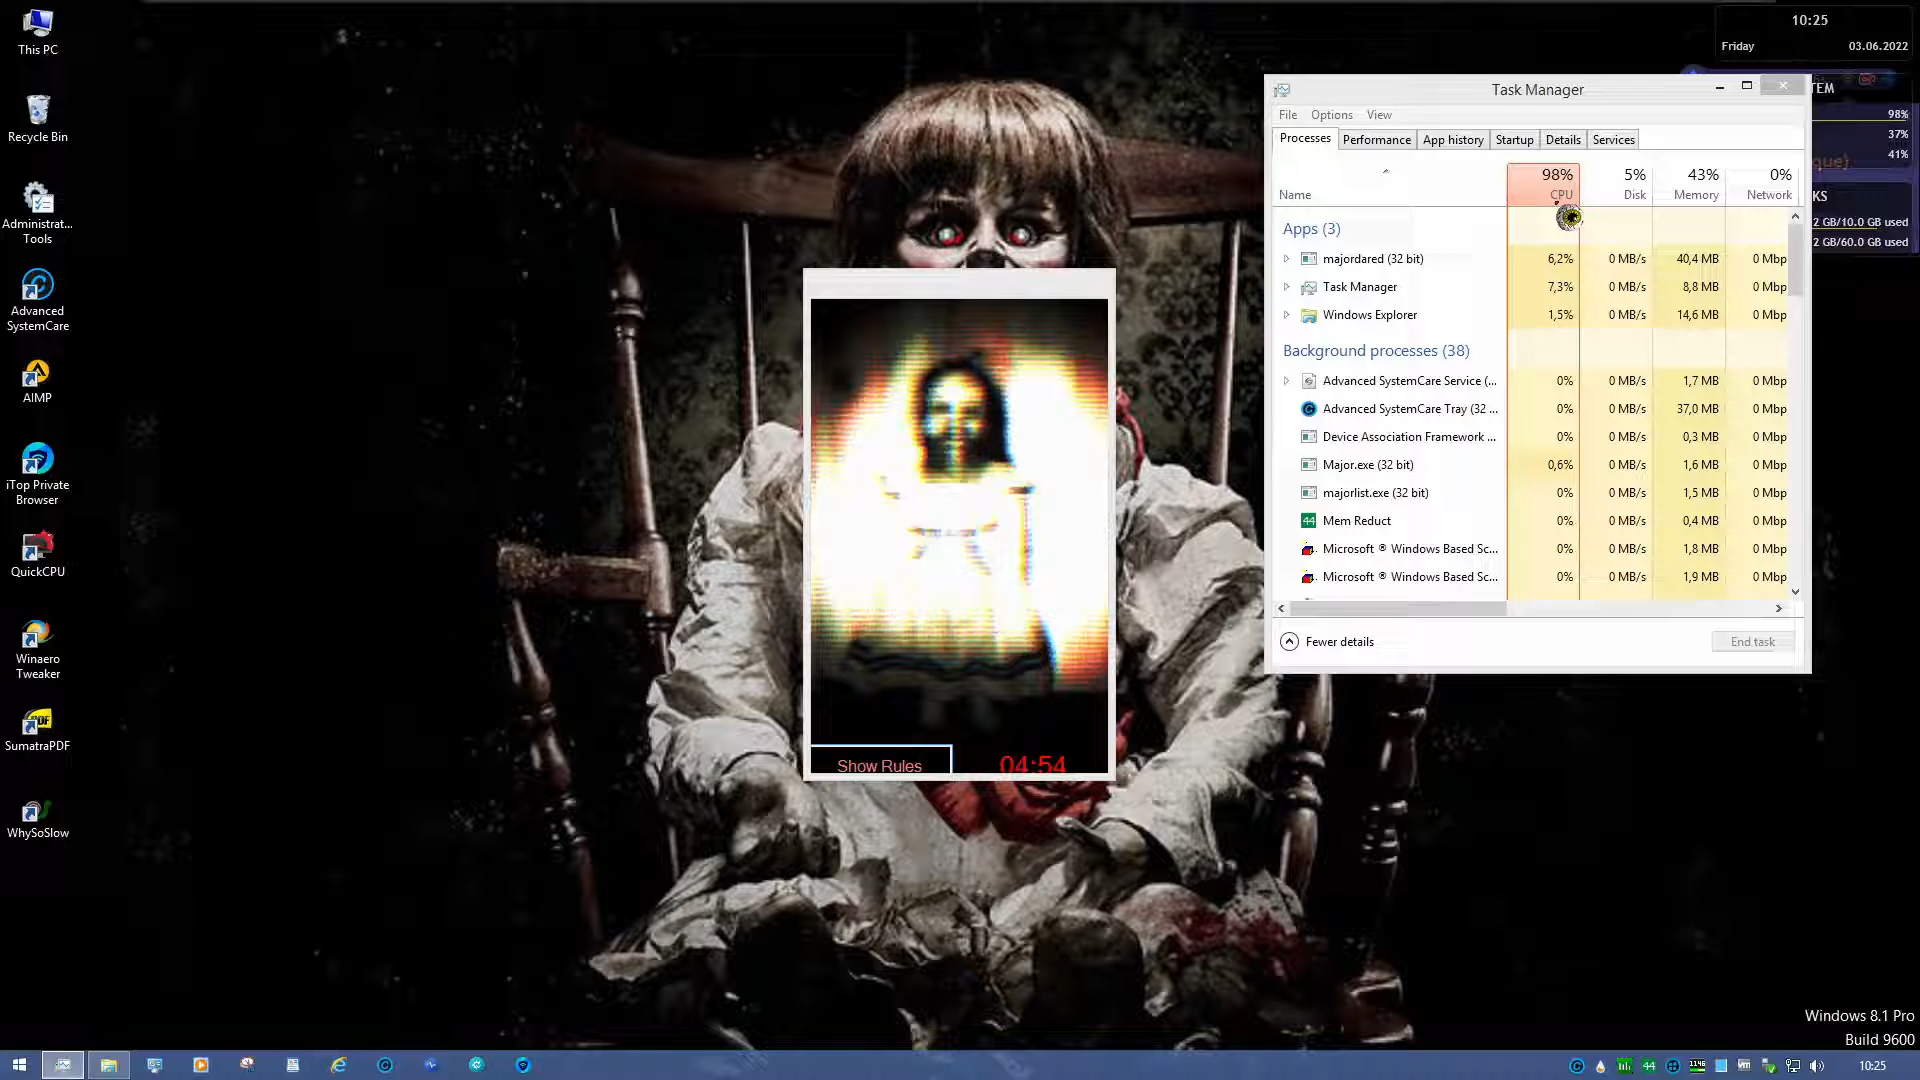 This PC
Recycle Bin
Administrat...
Tools
Advanced
SystemCare
AIMP
iTop Private
Browser
QuickCPU
Winaero
Tweaker
SumatraPDF
WhySoSlow
Show Rules
04:54
10:25
Friday 03.06.2022
TEM
98%
37%
41%
que)
KS
2 GB/10.0 GB used
2 GB/60.0 GB used
Task Manager
File Options View
Processes Performance App history Startup Details Services
98% 5% 43% 0%
Name CPU Disk Memory Network
Apps (3)
majordared (32 bit) 6,2% 0 MB/s 40,4 MB 0 Mbp
Task Manager 7,3% 0 MB/s 8,8 MB 0 Mbp
Windows Explorer 1,5% 0 MB/s 14,6 MB 0 Mbp
Background processes (38)
Advanced SystemCare Service (... 0% 0 MB/s 1,7 MB 0 Mbp
Advanced SystemCare Tray (32 ... 0% 0 MB/s 37,0 MB 0 Mbp
Device Association Framework ... 0% 0 MB/s 0,3 MB 0 Mbp
Major.exe (32 bit) 0,6% 0 MB/s 1,6 MB 0 Mbp
majorlist.exe (32 bit) 0% 0 MB/s 1,5 MB 0 Mbp
44 Mem Reduct 0% 0 MB/s 0,4 MB 0 Mbp
Microsoft ® Windows Based Sc... 0% 0 MB/s 1,8 MB 0 Mbp
Microsoft ® Windows Based Sc... 0% 0 MB/s 1,9 MB 0 Mbp
Fewer details End task
Windows 8.1 Pro
Build 9600
44
1146
10:25